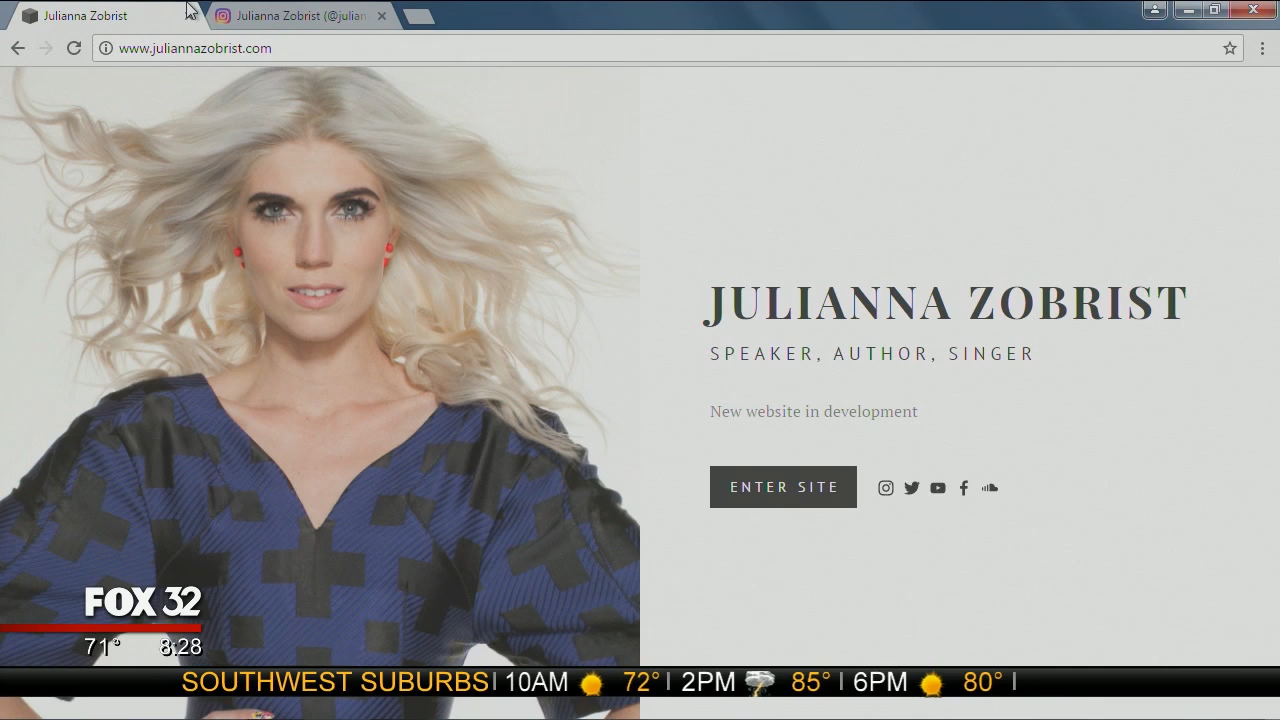 Julianna Zobrist
Julianna Zobrist (@julian
www.juliannazobrist.com
JULIANNA ZOBRIST
SPEAKER, AUTHOR, SINGER
New website in development
ENTER SITE
FOX 32
71° 8:28
SOUTHWEST SUBURBS 10AM 72° 2PM 85° 6PM 80°